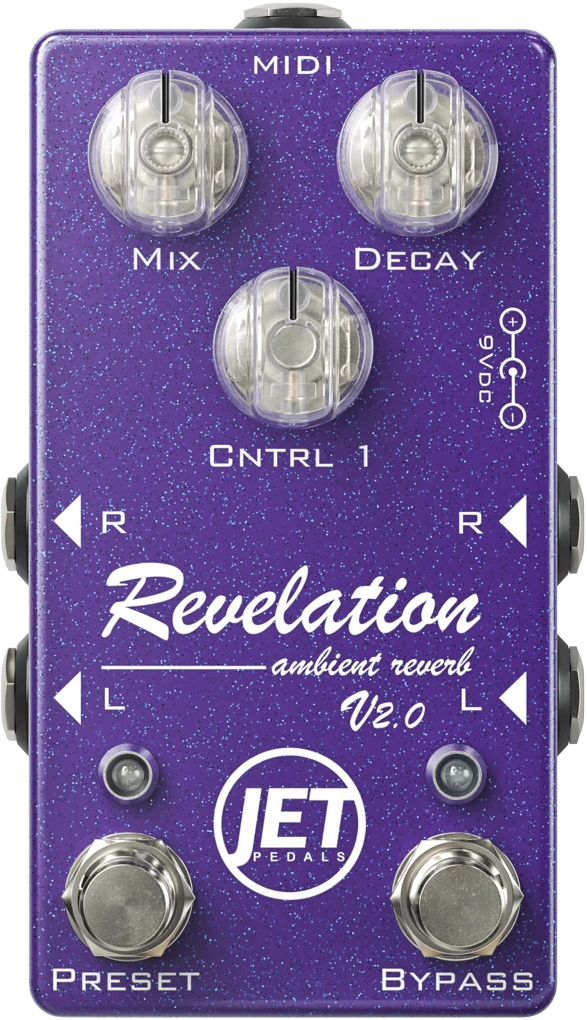 MIDI
MIX DECAY
CNTRL 1
+
9VDC
-
R R
Revelation
ambient reverb
L L
V2.0
JET
PEDALS
PRESET BYPASS